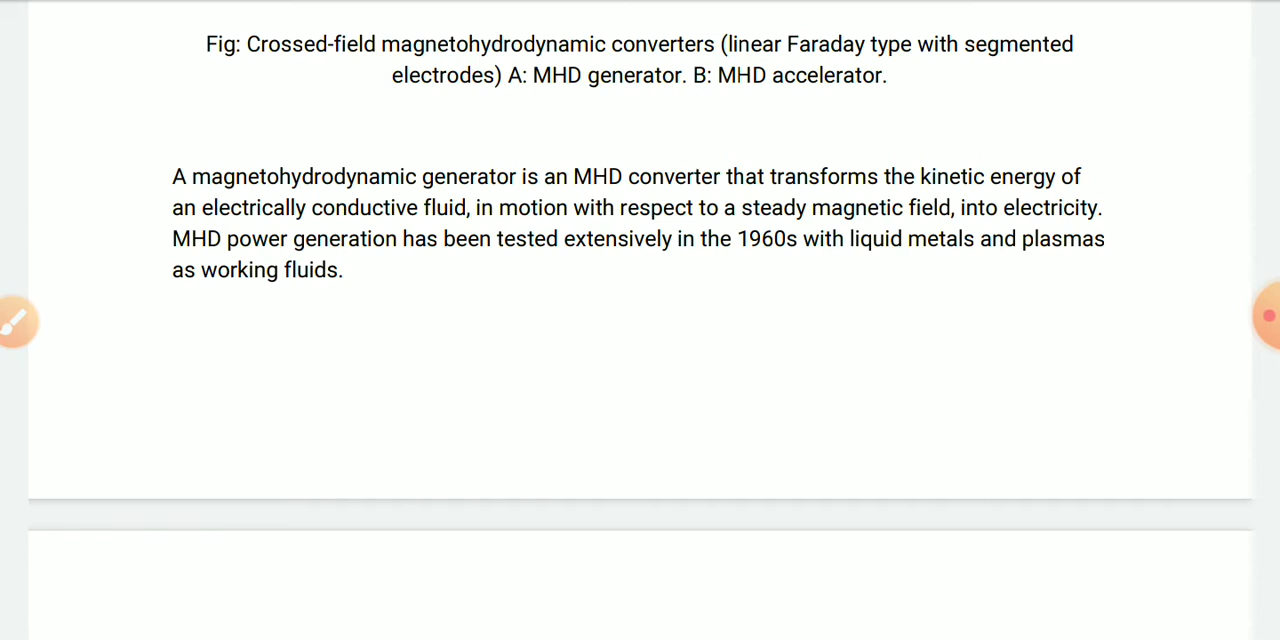 Fig: Crossed-field magnetohydrodynamic converters (linear Faraday type with segmented
electrodes) A: MHD generator. B: MHD accelerator.
A magnetohydrodynamic generator is an MHD converter that transforms the kinetic energy of
an electrically conductive fluid, in motion with respect to a steady magnetic field, into electricity.
MHD power generation has been tested extensively in the 1960s with liquid metals and plasmas
as working fluids.